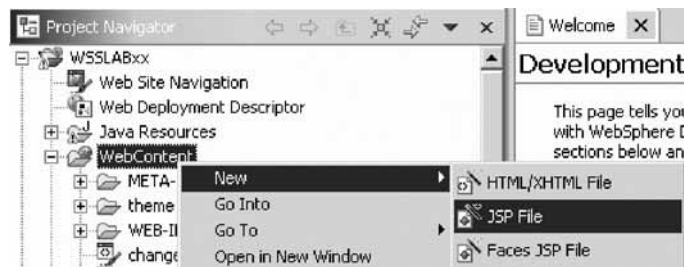 Project Navigator
Welcome
WSSLABxx
Web Site Navigation
Web Deployment Descriptor
Java Resources
WebContent
META-
theme
WEB-II
change
New
Go Into
Go To
Open in New Window
HTML/XHTML File
JSP File
Faces JSP File
Development
This page tells you
with WebSphere D
sections below an